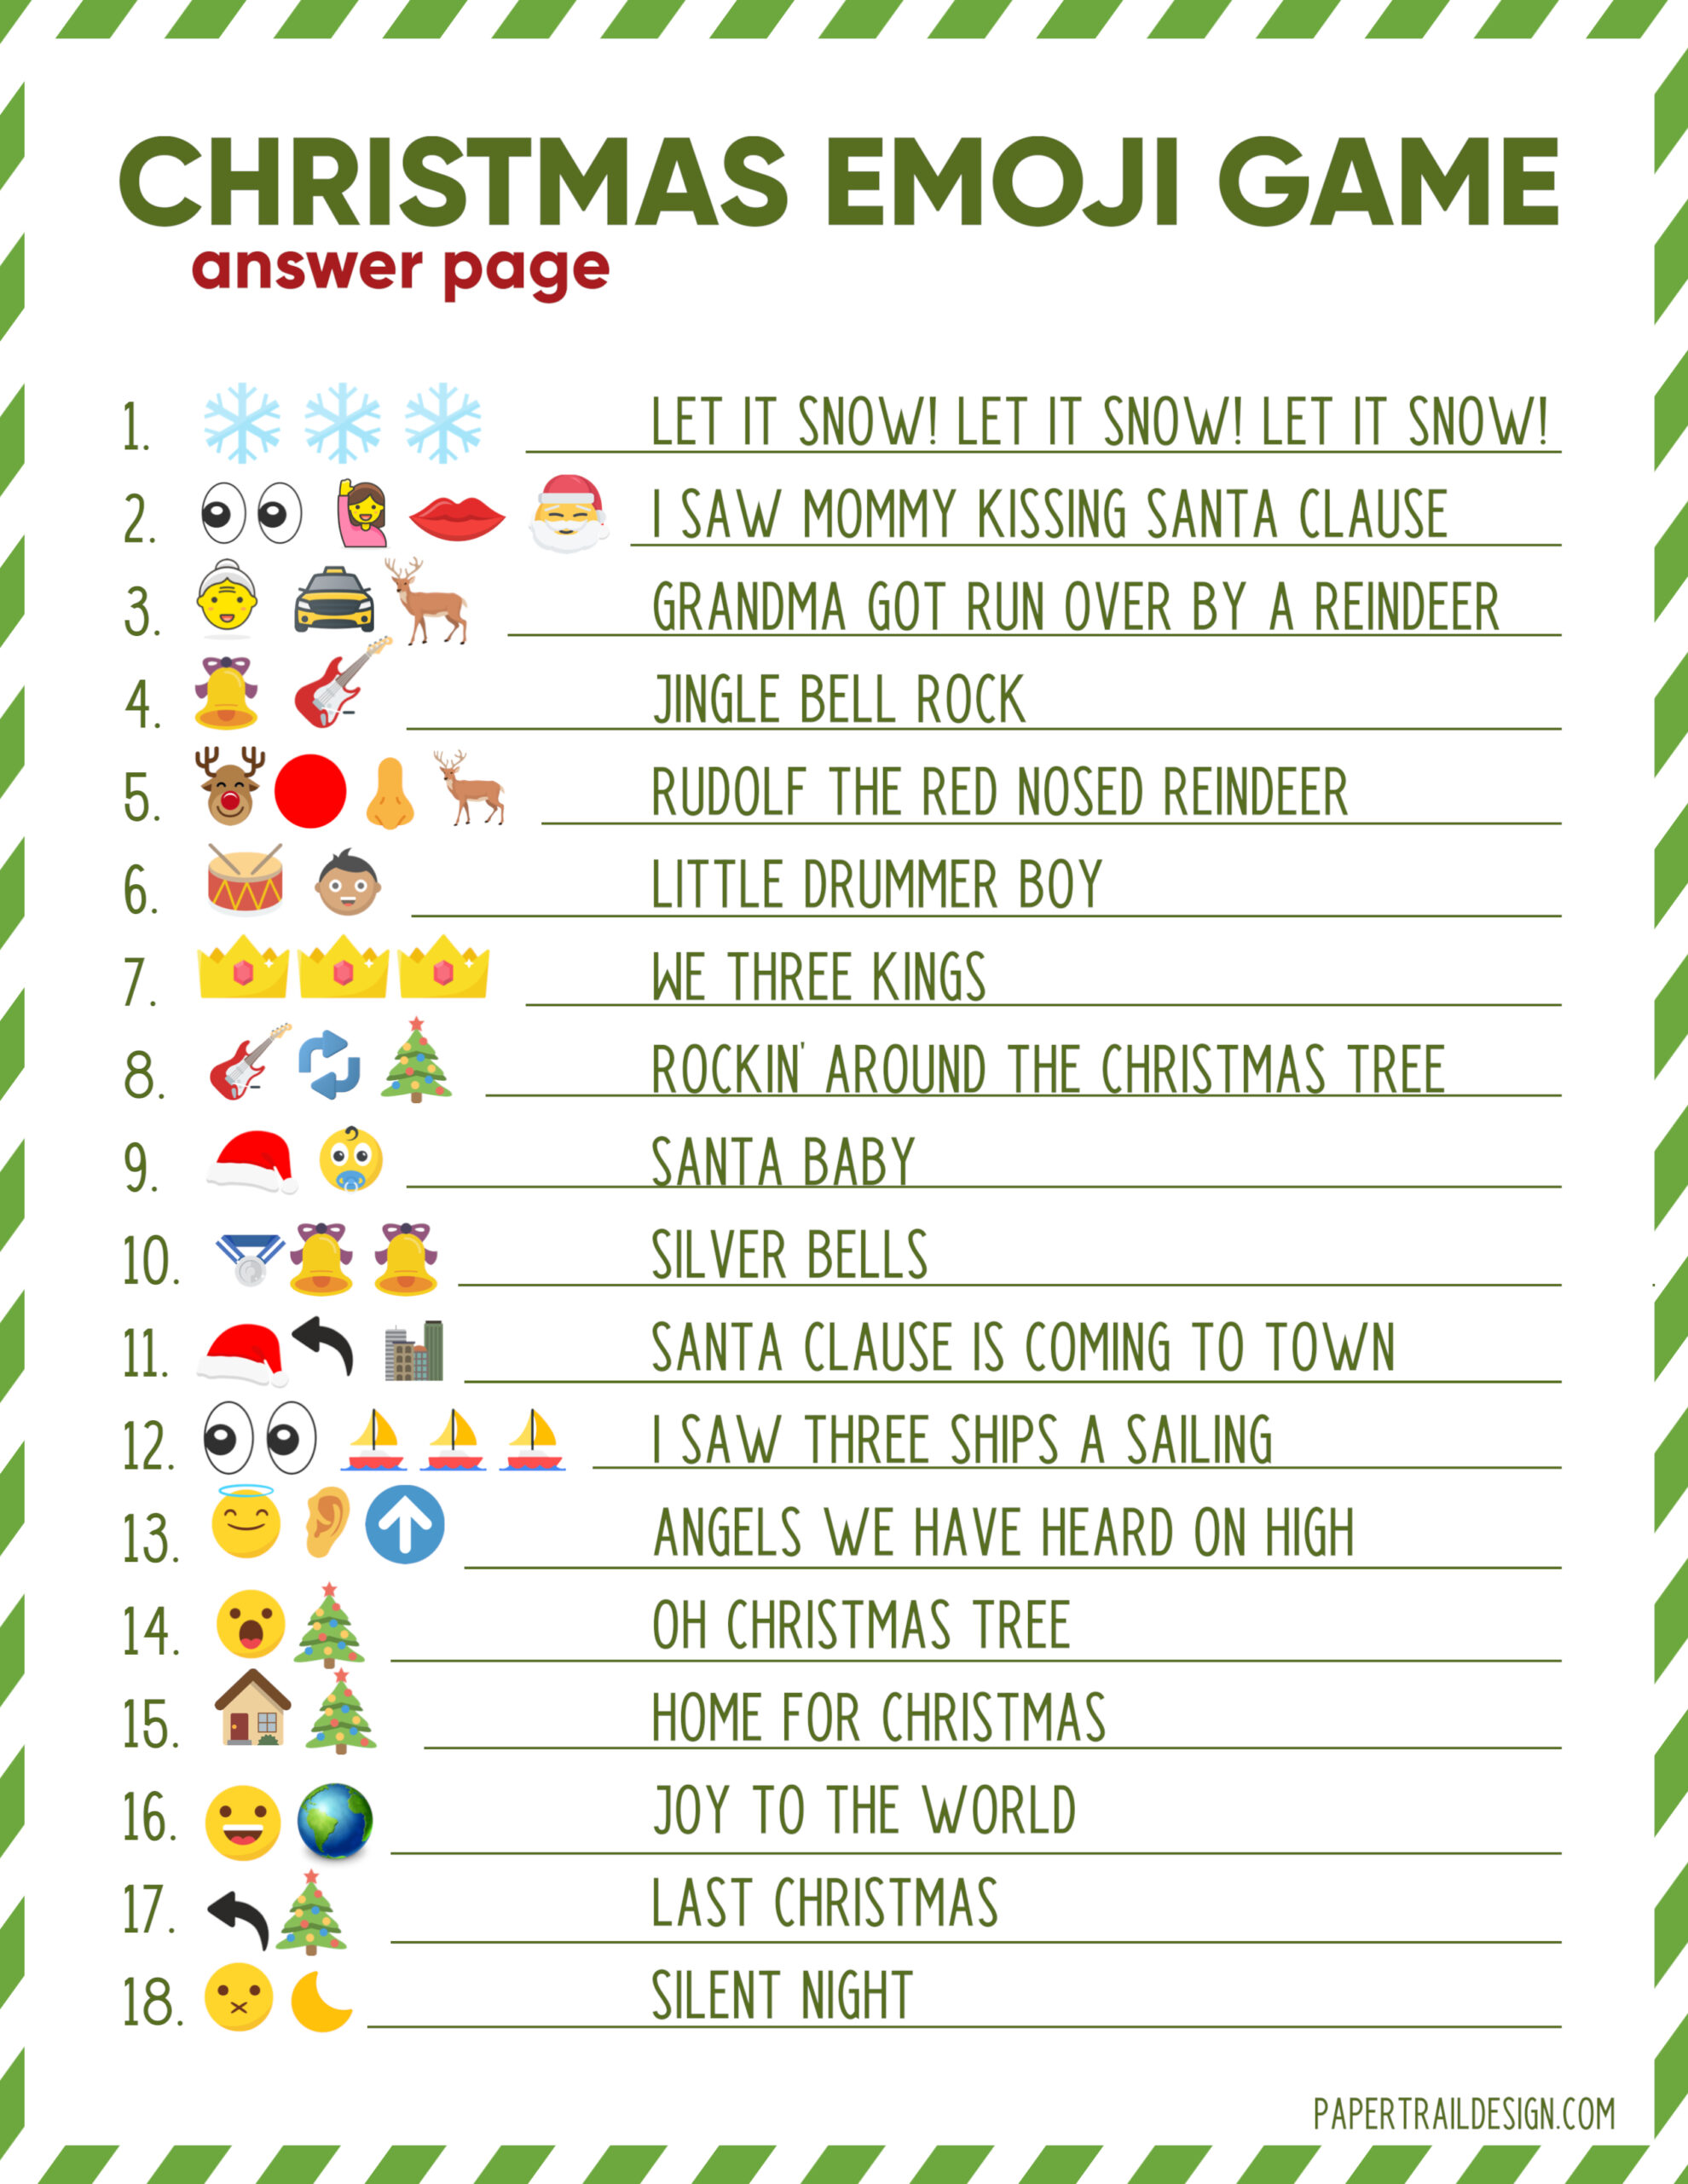 CHRISTMAS EMOJI GAME
answer page
1. LET IT SNOW! LET IT SNOW! LET IT SNOW!
2. I SAW MOMMY KISSING SANTA CLAUSE
3. GRANDMA GOT RUN OVER BY A REINDEER
4. JINGLE BELL ROCK
5. RUDOLF THE RED NOSED REINDEER
6. LITTLE DRUMMER BOY
7. WE THREE KINGS
8. ROCKIN' AROUND THE CHRISTMAS TREE
9. SANTA BABY
10. SILVER BELLS
11. SANTA CLAUSE IS COMING TO TOWN
12. I SAW THREE SHIPS A SAILING
13. ANGELS WE HAVE HEARD ON HIGH
14. OH CHRISTMAS TREE
15. HOME FOR CHRISTMAS
16. JOY TO THE WORLD
17. LAST CHRISTMAS
18. SILENT NIGHT
PAPERTRAILDESIGN.COM